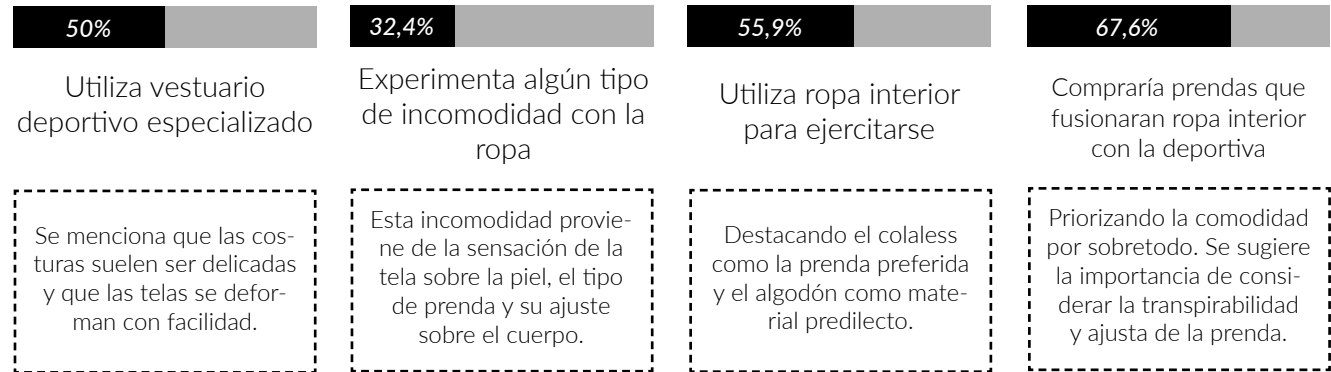 50%
Utiliza vestuario
deportivo especializado
Se menciona que las cos-
turas suelen ser delicadas
y que las telas se defor-
man con facilidad.
32,4%
Experimenta algún tipo
de incomodidad con la
ropa
Esta incomodidad provie-
ne de la sensación de la
tela sobre la piel, el tipo
de prenda y su ajuste
sobre el cuerpo.
55,9%
Utiliza ropa interior
para ejercitarse
Destacando el colaless
como la prenda preferida
y el algodón como mate-
rial predilecto.
67,6%
Compraría prendas que
fusionaran ropa interior
con la deportiva
Priorizando la comodidad
por sobretodo. Se sugiere
la importancia de consi-
derar la transpirabilidad
y ajusta de la prenda.